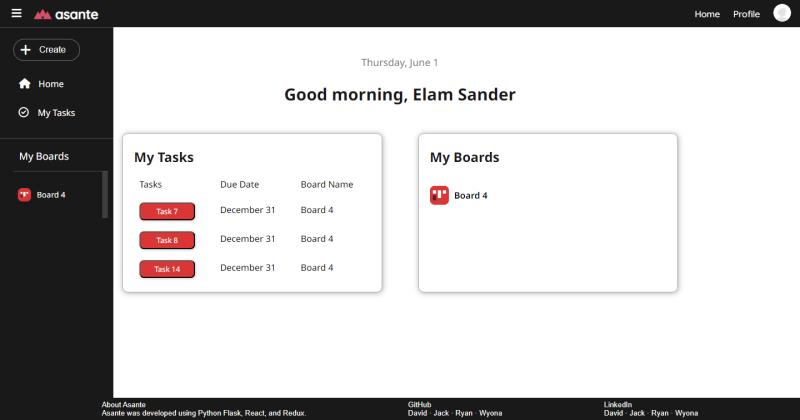 asante
Home Profile
Create
Home
My Tasks
My Boards
Board 4
Thursday, June 1
Good morning, Elam Sander
My Tasks
Tasks Due Date Board Name
Task 7 December 31 Board 4
Task 8 December 31 Board 4
Task 14 December 31 Board 4
My Boards
Board 4
About Asante
Asante was developed using Python Flask, React, and Redux.
GitHub
David · Jack · Ryan · Wyona
LinkedIn
David · Jack · Ryan · Wyona